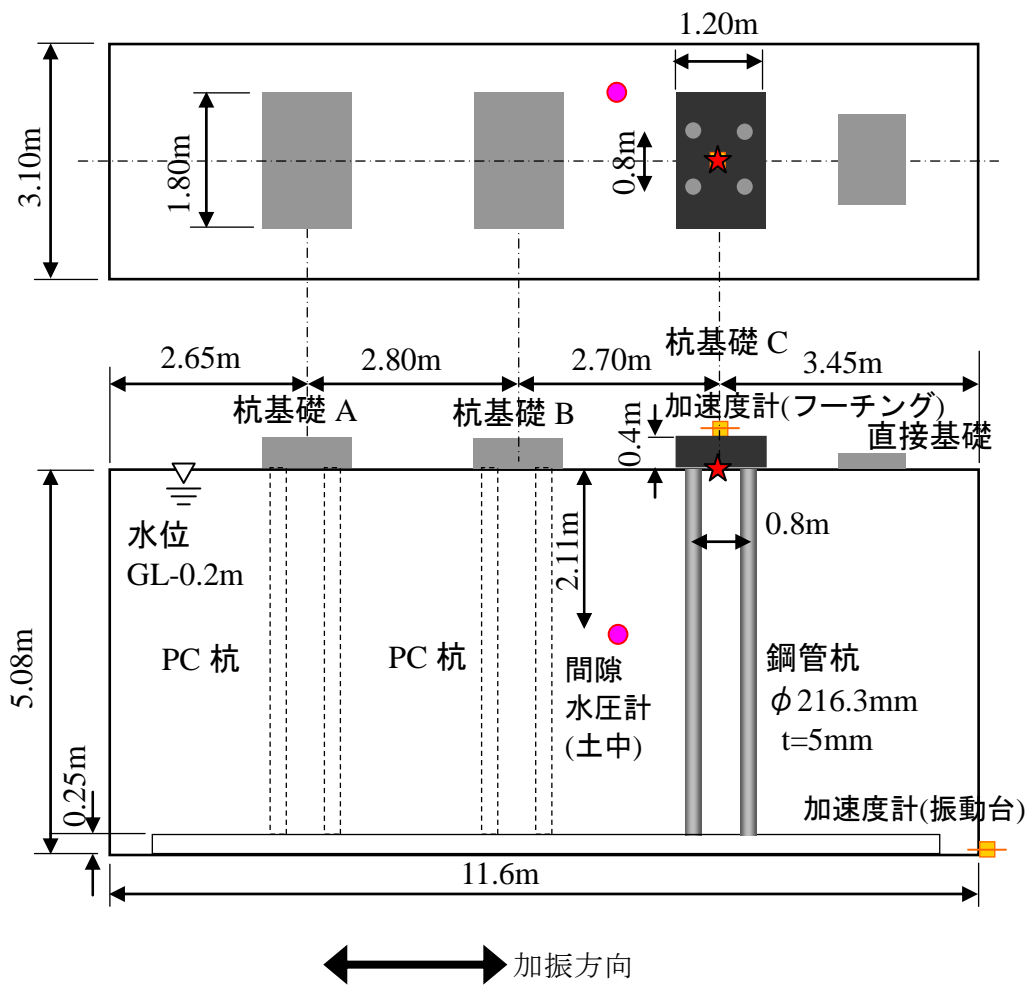 1.20m
3.10m
1.80m
0.8m
杭基礎 C
2.65m
2.80m
2.70m
3.45m
杭基礎 A
杭基礎 B
加速度計(フーチング)
0.4m
直接基礎
水位
GL-0.2m
2.11m
0.8m
5.08m
PC 杭
PC 杭
間隙
水圧計
(土中)
鋼管杭
φ216.3mm
t=5mm
0.25m
加速度計(振動台)
11.6m
加振方向